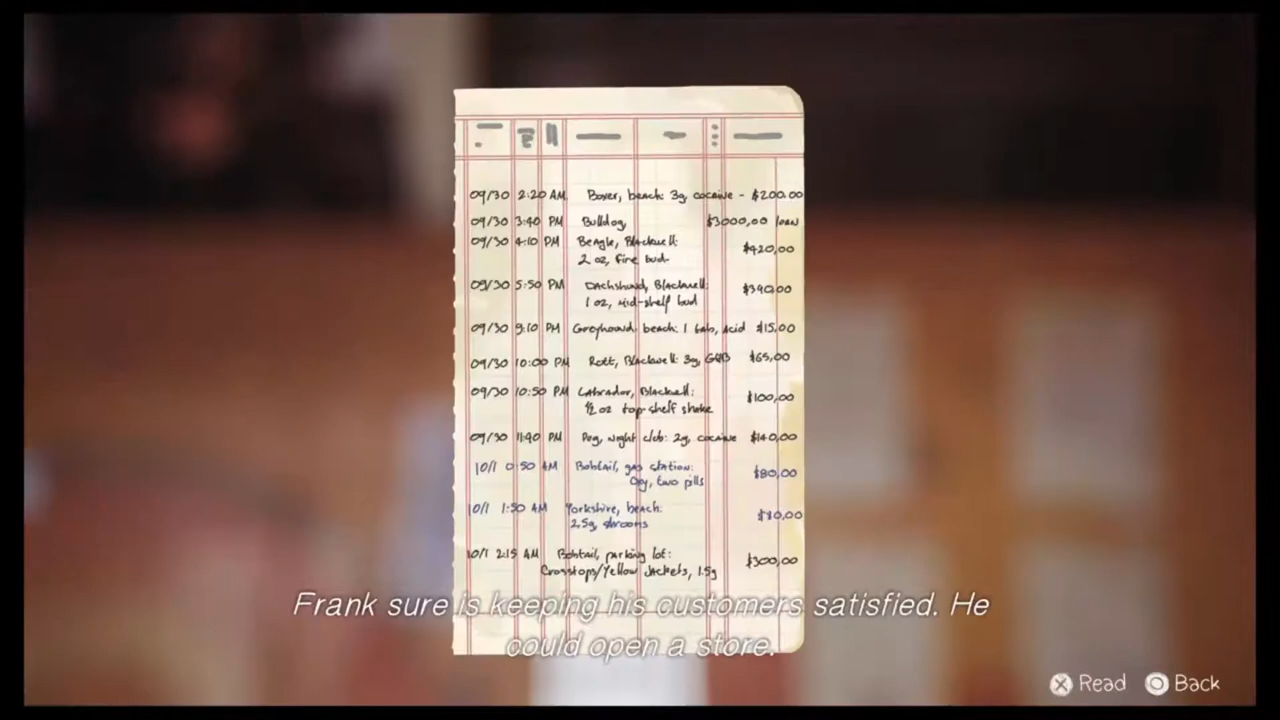 09/30 2:20 AM Boxer, beach: 3g, cocaine - $200.00
09/30 3:40 PM Bulldog, $3000,00 loan
09/30 4:10 PM Beagle, Blackwell: $420,00
2 oz, fine bud
09/30 5:50 PM Dachshund, Blackwell: $390,00
1 oz, mid-shelf bud
09/30 9:10 PM Greyhound, beach: 1 tab, acid $15,00
09/30 10:00 PM Rott, Blackwell: 3g, GHB $65,00
09/30 10:50 PM Labrador, Blackwell: $100,00
1/2 oz top-shelf shake
09/30 11:40 PM Pug, night club: 2g, cocaine $140,00
10/1 0:50 AM Bobtail, gas station: $80,00
Oxy, two pills
10/1 1:50 AM Yorkshire, beach:
2.5g, shrooms
10/1 2:15 AM Bobtail, parking lot: $300,00
Crosstops/Yellow Jackets, 1.5g
Frank sure is keeping his customers satisfied. He
could open a store.
Read Back